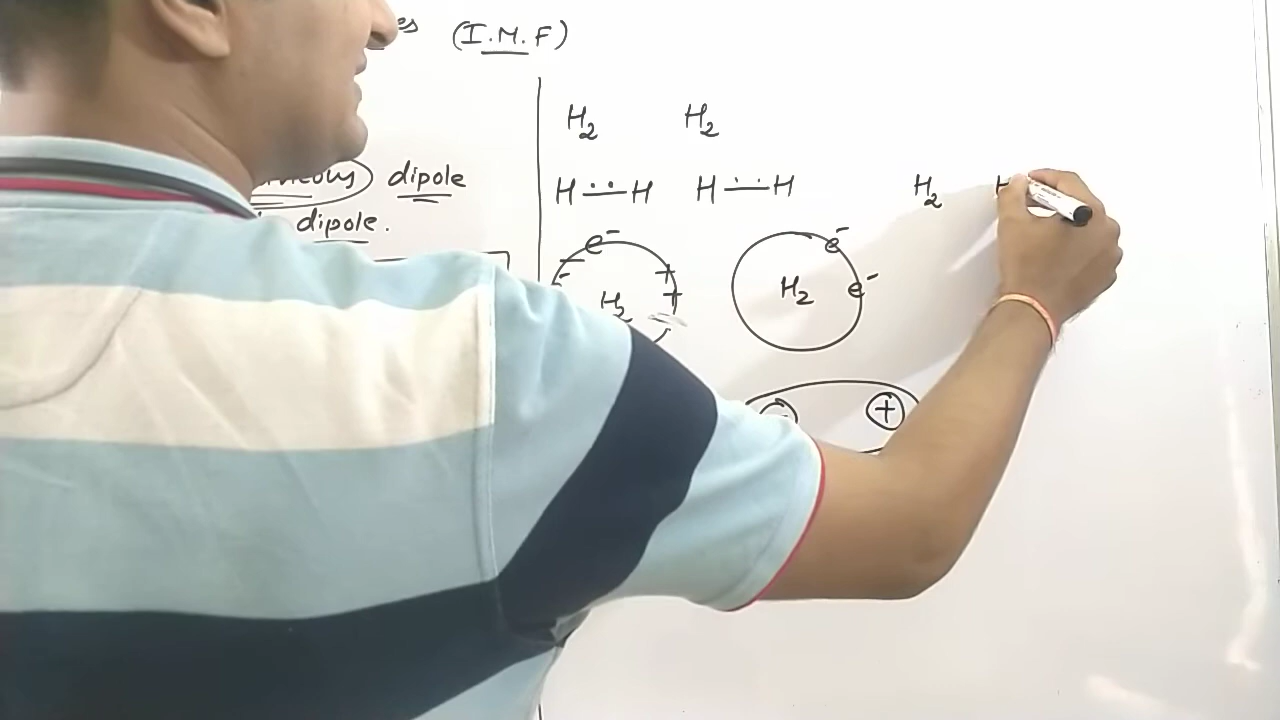 (I.M.F)
dipole
dipole.
H₂ H₂
H··H H··H
H₂
e⁻ e⁻
- - + + H₂ H₂ e⁻
+